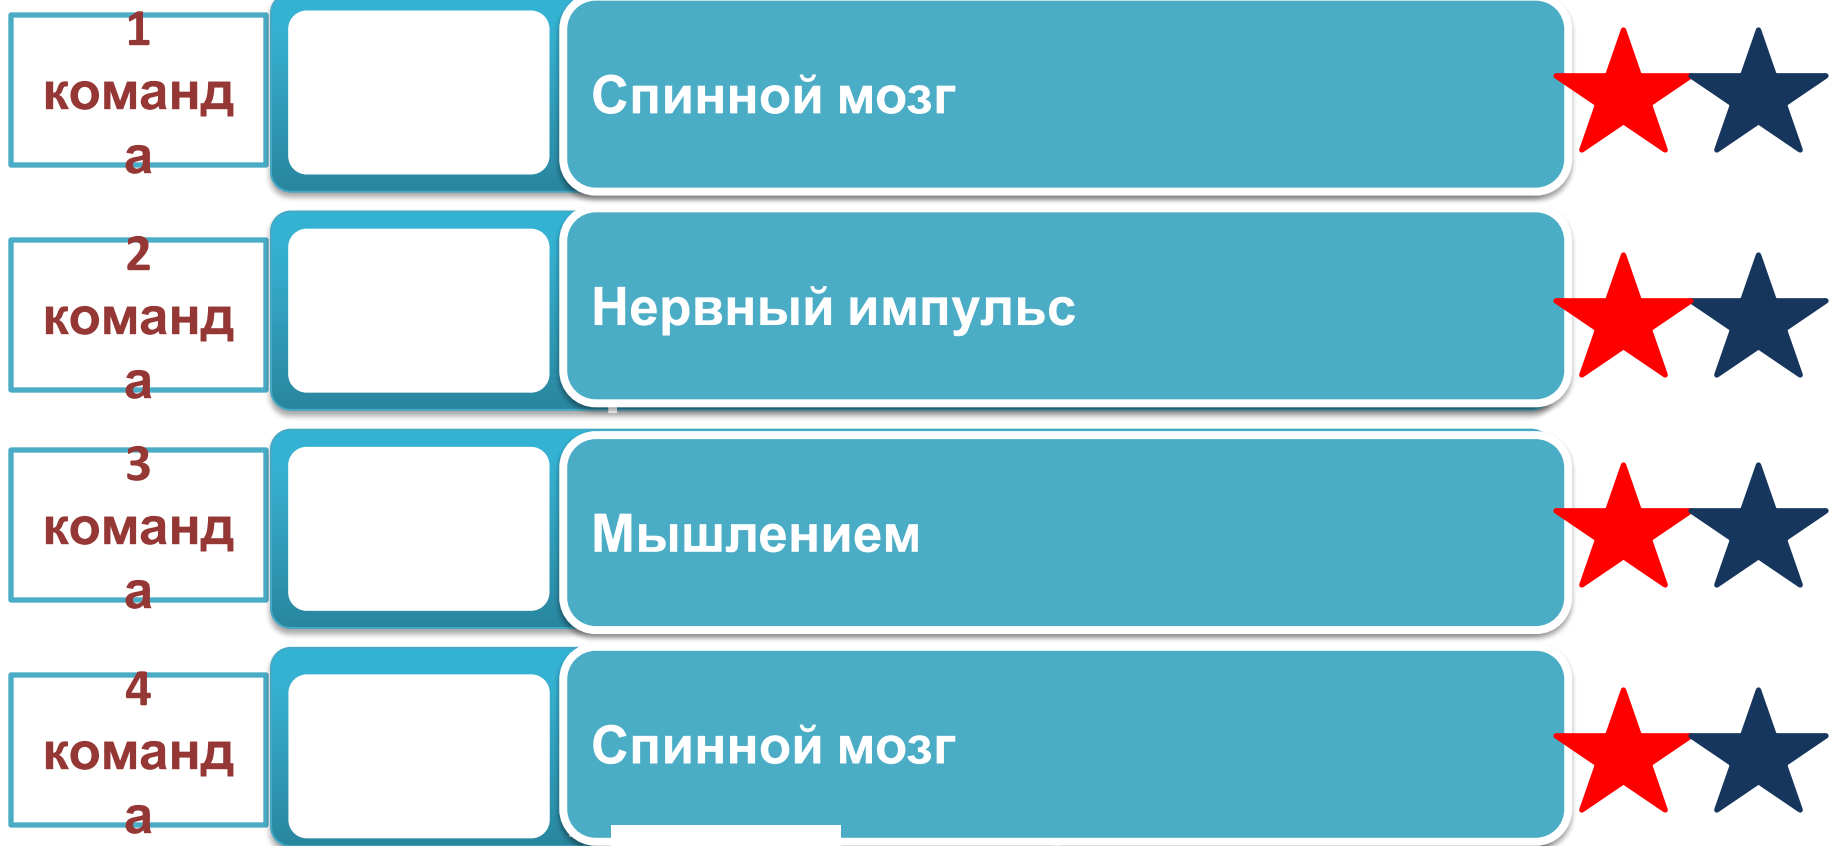 1
команд
а
Спинной мозг
2
команд
а
Нервный импульс
3
команд
а
Мышлением
4
команд
а
Спинной мозг